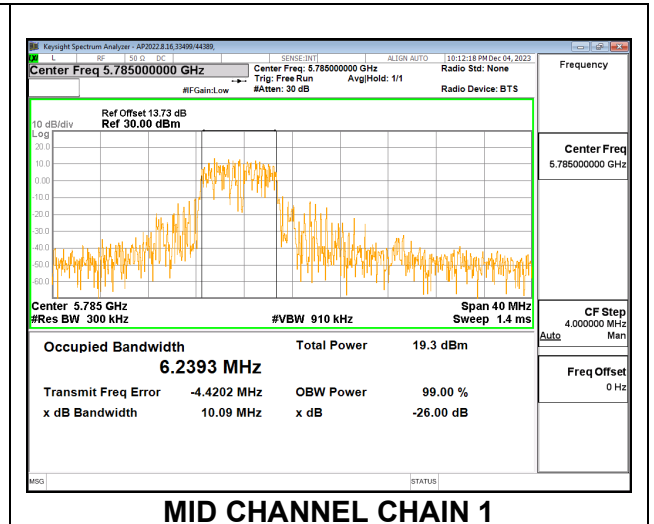 Keysight Spectrum Analyzer - AP2022.8.16,33499/44389,
L RF 50 Ω DC SENSE:INT ALIGN AUTO 10:12:18 PM Dec 04, 2023
Center Freq 5.785000000 GHz
Center Freq: 5.785000000 GHz
Radio Std: None
Trig: Free Run Avg|Hold: 1/1
#IFGain:Low #Atten: 30 dB Radio Device: BTS
Frequency
Ref Offset 13.73 dB
10 dB/div Ref 30.00 dBm
Log
20.0
10.0
0.00
-10.0
-20.0
-30.0
-40.0
-50.0
-60.0
Center Freq
5.785000000 GHz
Center 5.785 GHz Span 40 MHz
#Res BW 300 kHz #VBW 910 kHz Sweep 1.4 ms
CF Step
4.000000 MHz
Auto Man
Occupied Bandwidth Total Power 19.3 dBm
6.2393 MHz
Transmit Freq Error -4.4202 MHz OBW Power 99.00 %
x dB Bandwidth 10.09 MHz x dB -26.00 dB
Freq Offset
0 Hz
MSG STATUS
MID CHANNEL CHAIN 1